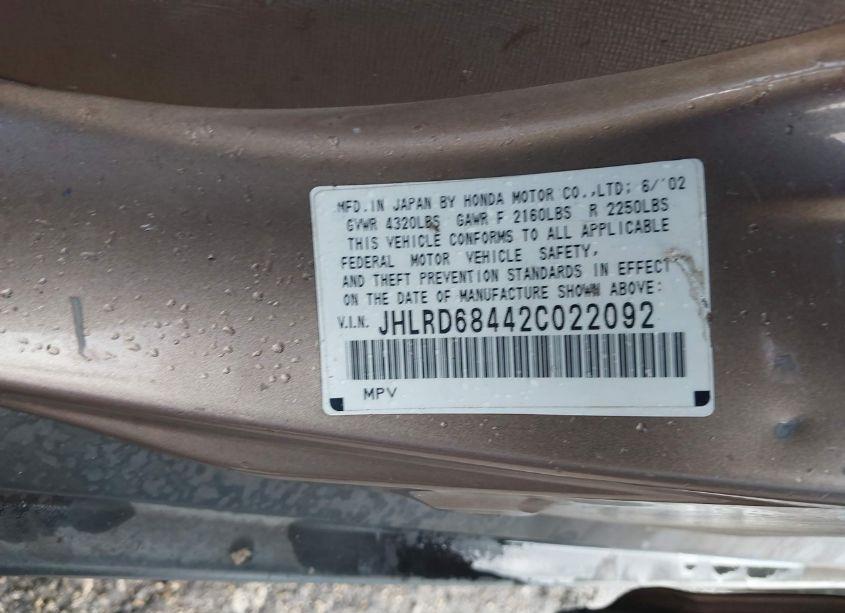 MFD. IN JAPAN BY HONDA MOTOR CO.,LTD; 6/'02
GVWR 4320LBS GAWR F 2160LBS R 2250LBS
THIS VEHICLE CONFORMS TO ALL APPLICABLE
FEDERAL MOTOR VEHICLE SAFETY,
AND THEFT PREVENTION STANDARDS IN EFFECT
ON THE DATE OF MANUFACTURE SHOWN ABOVE:
V.I.N. JHLRD68442C022092
MPV